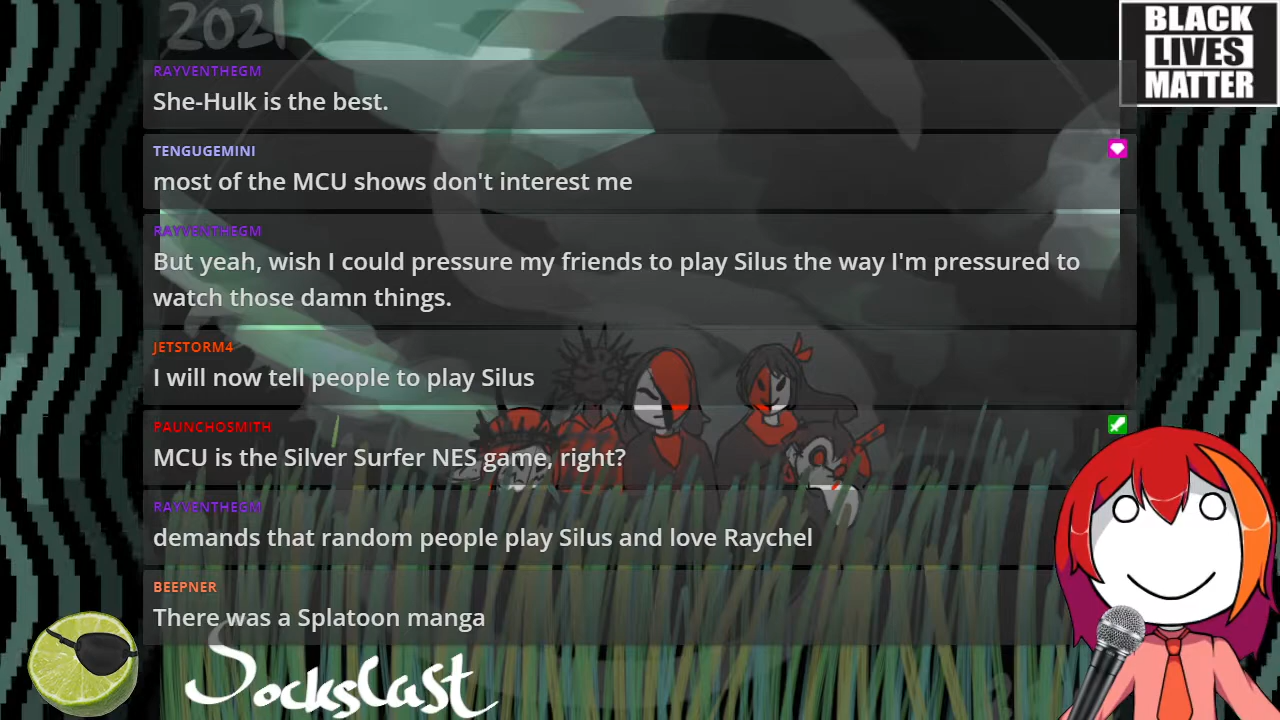 2021
BLACK
LIVES
MATTER
RAYVENTHEGM
She-Hulk is the best.
TENGUGEMINI
most of the MCU shows don't interest me
RAYVENTHEGM
But yeah, wish I could pressure my friends to play Silus the way I'm pressured to
watch those damn things.
JETSTORM4
I will now tell people to play Silus
PAUNCHOSMITH
MCU is the Silver Surfer NES game, right?
RAYVENTHEGM
demands that random people play Silus and love Raychel
BEEPNER
There was a Splatoon manga
SocksCast